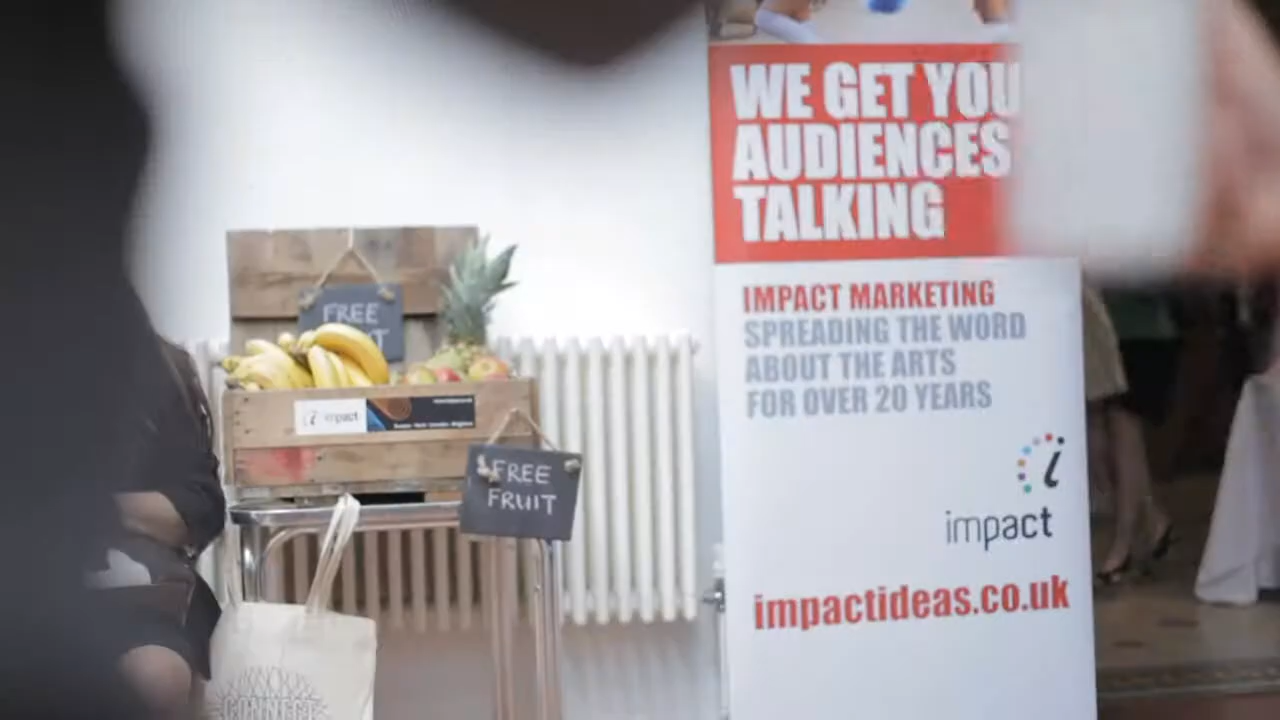 WE GET YOU
AUDIENCES
TALKING
IMPACT MARKETING
SPREADING THE WORD
ABOUT THE ARTS
FOR OVER 20 YEARS
i
impact
impactideas.co.uk
FREE
i impact
FREE
FRUIT
CONNECT